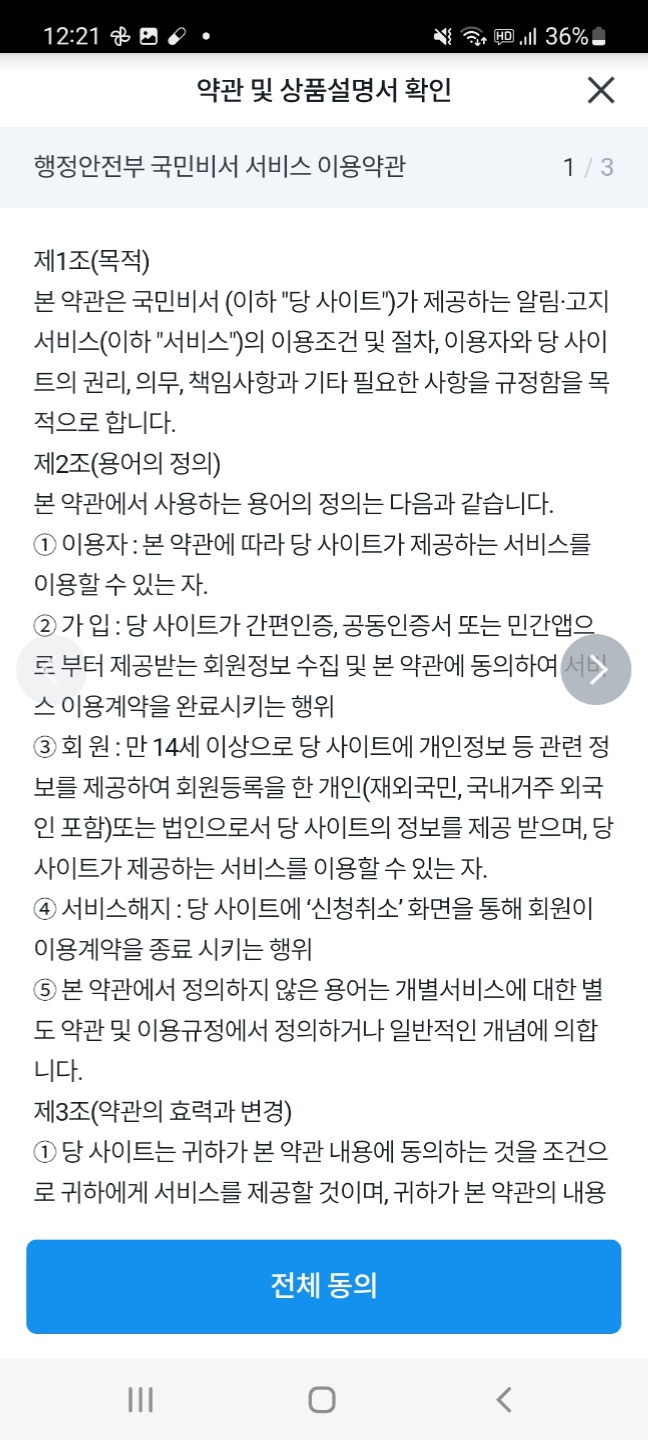 12:21 HD 36%
약관 및 상품설명서 확인
행정안전부 국민비서 서비스 이용약관 1 / 3
제1조(목적)
본 약관은 국민비서 (이하 "당 사이트")가 제공하는 알림·고지
서비스(이하 "서비스")의 이용조건 및 절차, 이용자와 당 사이
트의 권리, 의무, 책임사항과 기타 필요한 사항을 규정함을 목
적으로 합니다.
제2조(용어의 정의)
본 약관에서 사용하는 용어의 정의는 다음과 같습니다.
① 이용자 : 본 약관에 따라 당 사이트가 제공하는 서비스를
이용할 수 있는 자.
② 가 입 : 당 사이트가 간편인증, 공동인증서 또는 민간앱으
로 부터 제공받는 회원정보 수집 및 본 약관에 동의하여 서비
스 이용계약을 완료시키는 행위
③ 회 원 : 만 14세 이상으로 당 사이트에 개인정보 등 관련 정
보를 제공하여 회원등록을 한 개인(재외국민, 국내거주 외국
인 포함)또는 법인으로서 당 사이트의 정보를 제공 받으며, 당
사이트가 제공하는 서비스를 이용할 수 있는 자.
④ 서비스해지 : 당 사이트에 ‘신청취소’ 화면을 통해 회원이
이용계약을 종료 시키는 행위
⑤ 본 약관에서 정의하지 않은 용어는 개별서비스에 대한 별
도 약관 및 이용규정에서 정의하거나 일반적인 개념에 의합
니다.
제3조(약관의 효력과 변경)
① 당 사이트는 귀하가 본 약관 내용에 동의하는 것을 조건으
로 귀하에게 서비스를 제공할 것이며, 귀하가 본 약관의 내용
전체 동의